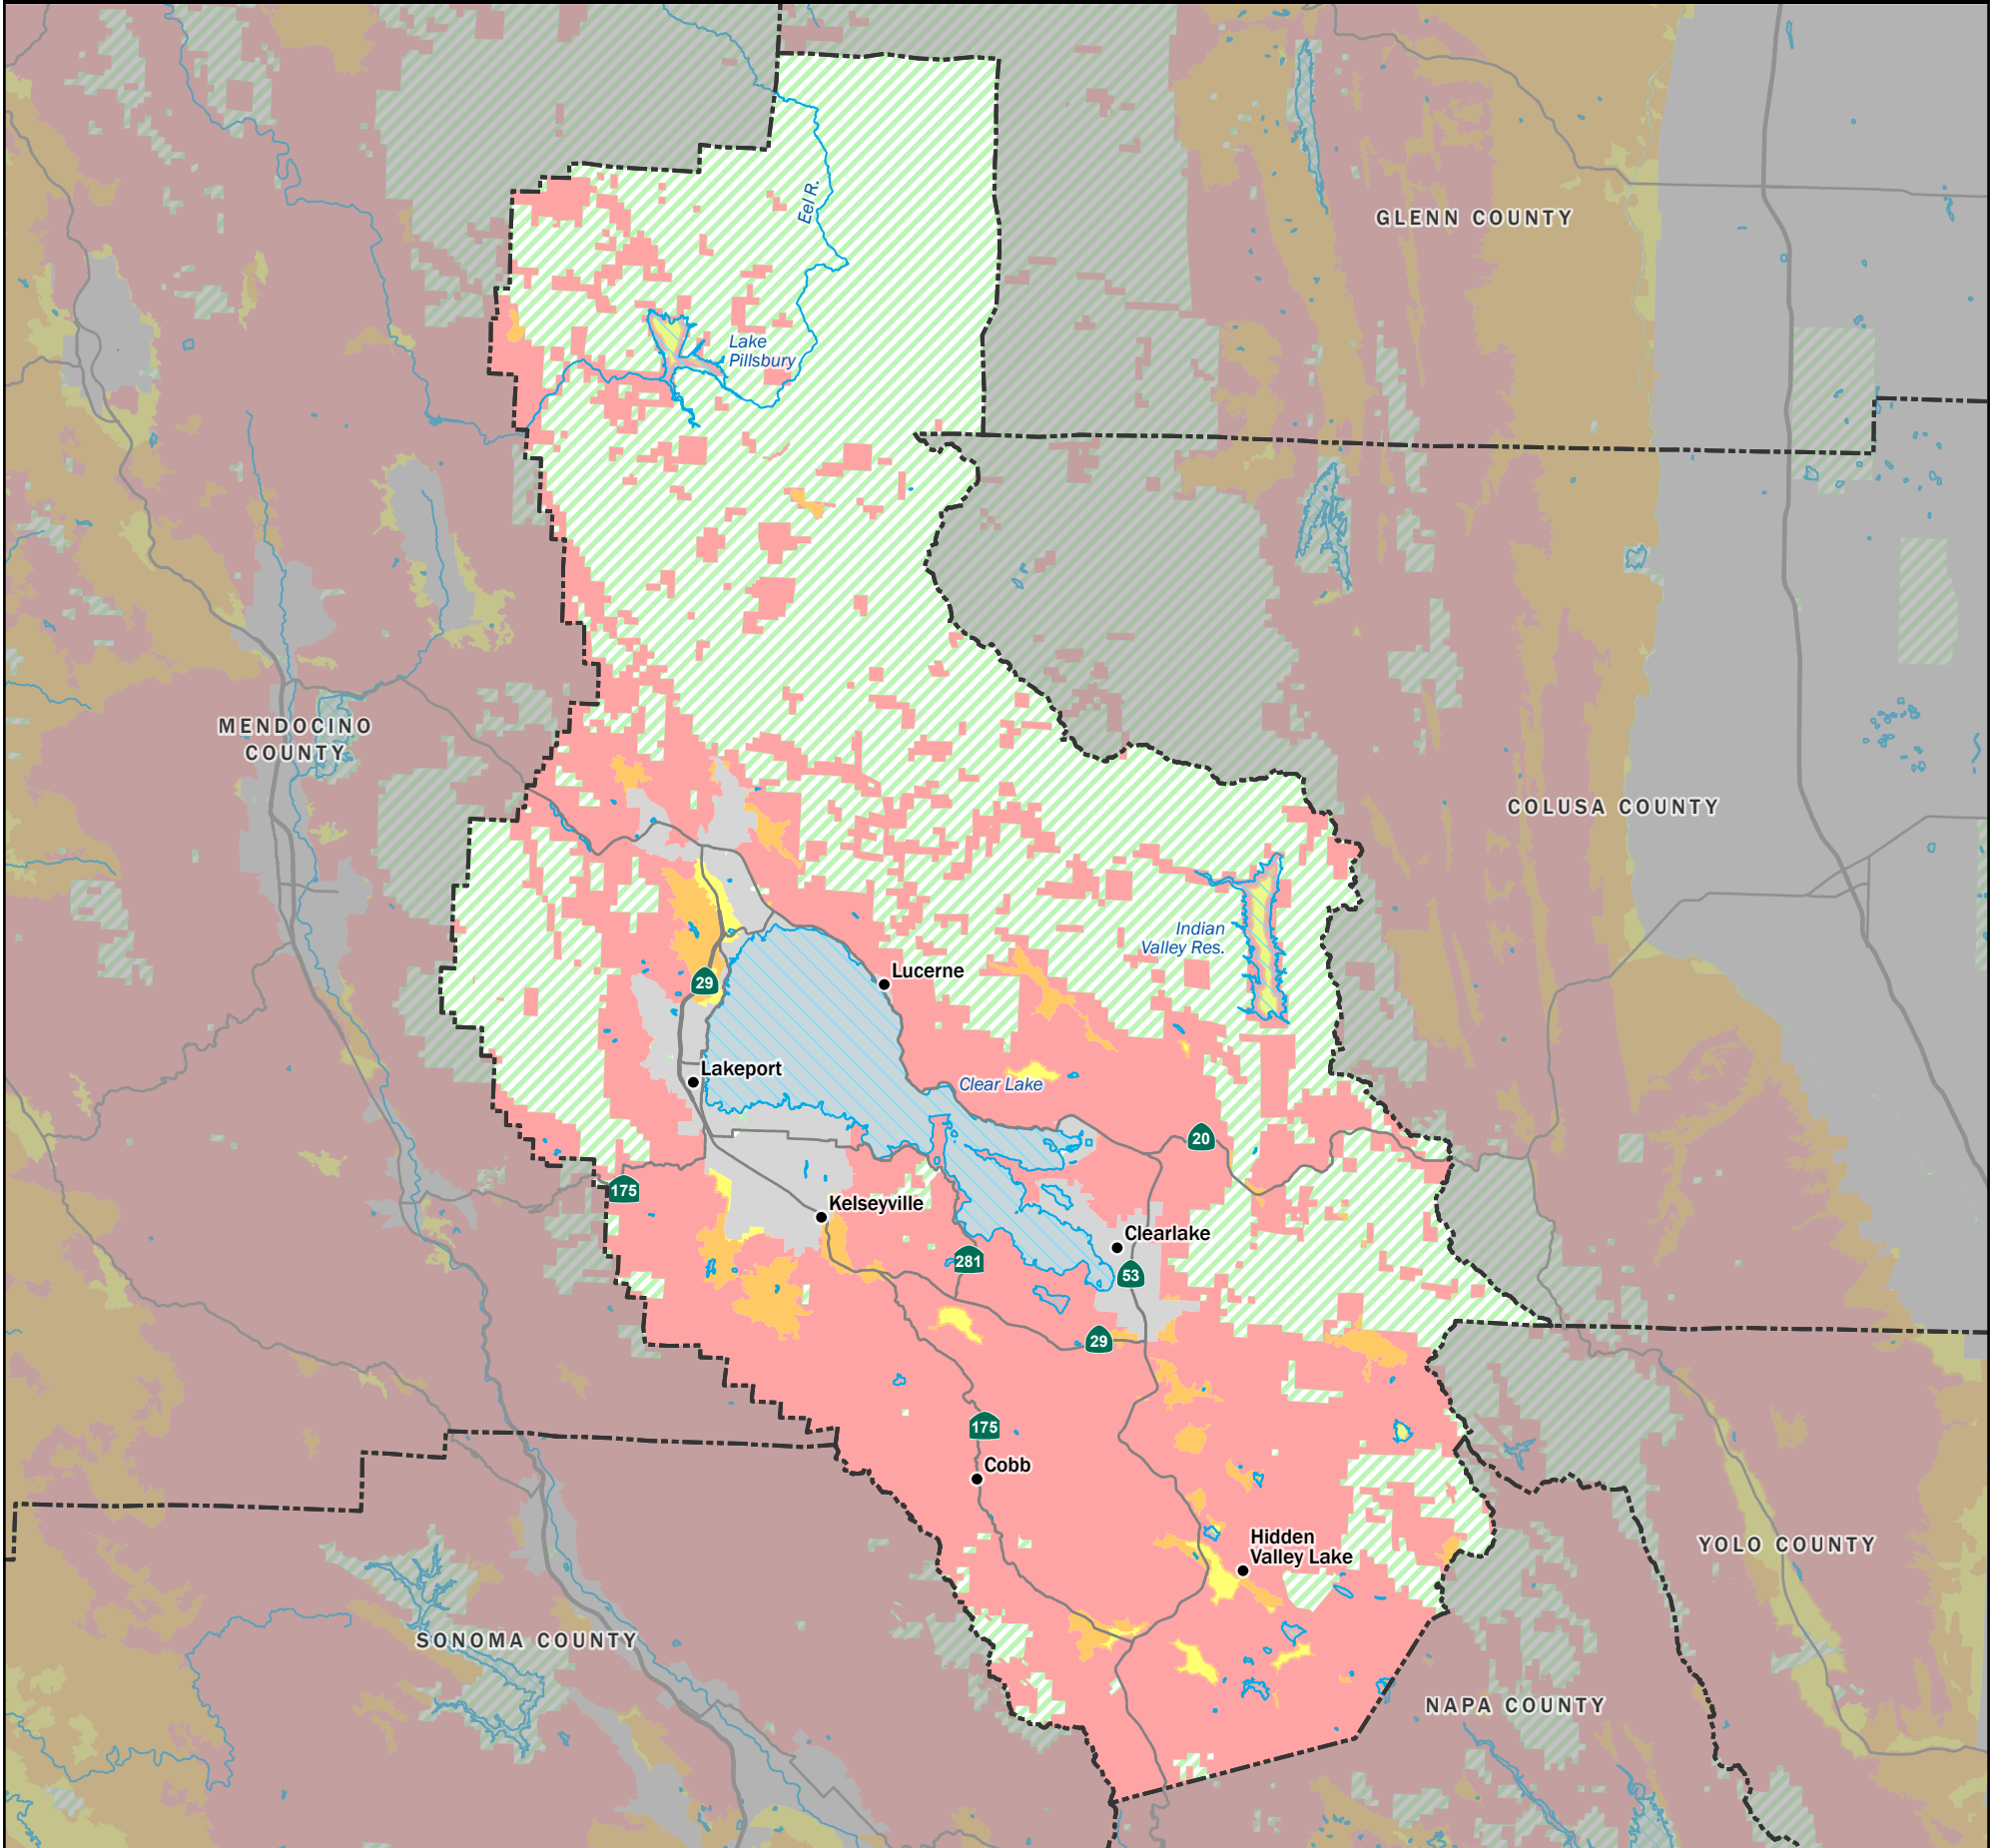 Eel R.
GLENN COUNTY
Lake
Pillsbury
MENDOCINO
COUNTY
COLUSA COUNTY
Indian
Valley Res.
Lucerne
29
Lakeport
Clear Lake
20
175
Kelseyville
Clearlake
281
53
29
175
Cobb
Hidden
Valley Lake
YOLO COUNTY
SONOMA COUNTY
NAPA COUNTY